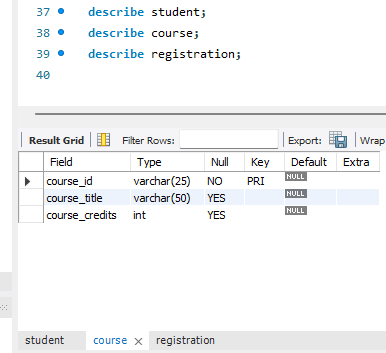 37 describe student;
38 describe course;
39 describe registration;
40
Result Grid Filter Rows: Export: Wrap
Field Type Null Key Default Extra
course_id varchar(25) NO PRI NULL
course_title varchar(50) YES NULL
course_credits int YES NULL
student course registration